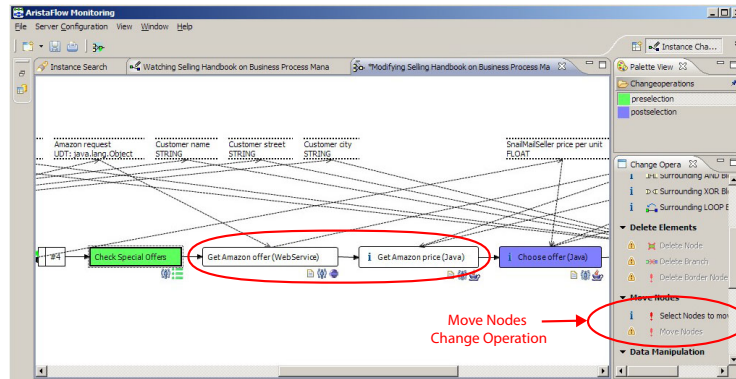 AristaFlow Monitoring
File Server Configuration View Window Help
Instance Cha...
Instance Search
Watching Selling Handbook on Business Process Mana
*Modifying Selling Handbook on Business Process Ma
Palette View
Changeoperations
preselection
postselection
Amazon request
UDT: java.lang.Object
Customer name
STRING
Customer street
STRING
Customer city
STRING
SnailMailSeller price per unit
FLOAT
Change Opera
Surrounding AND Bl
Surrounding XOR Bl
Surrounding LOOP E
Delete Elements
Delete Node
Delete Branch
Delete Border Node
#4
Check Special Offers
Get Amazon offer (WebService)
Get Amazon price (Java)
Choose offer (Java)
Move Nodes
Select Nodes to mov
Move Nodes
Data Manipulation
Move Nodes
Change Operation